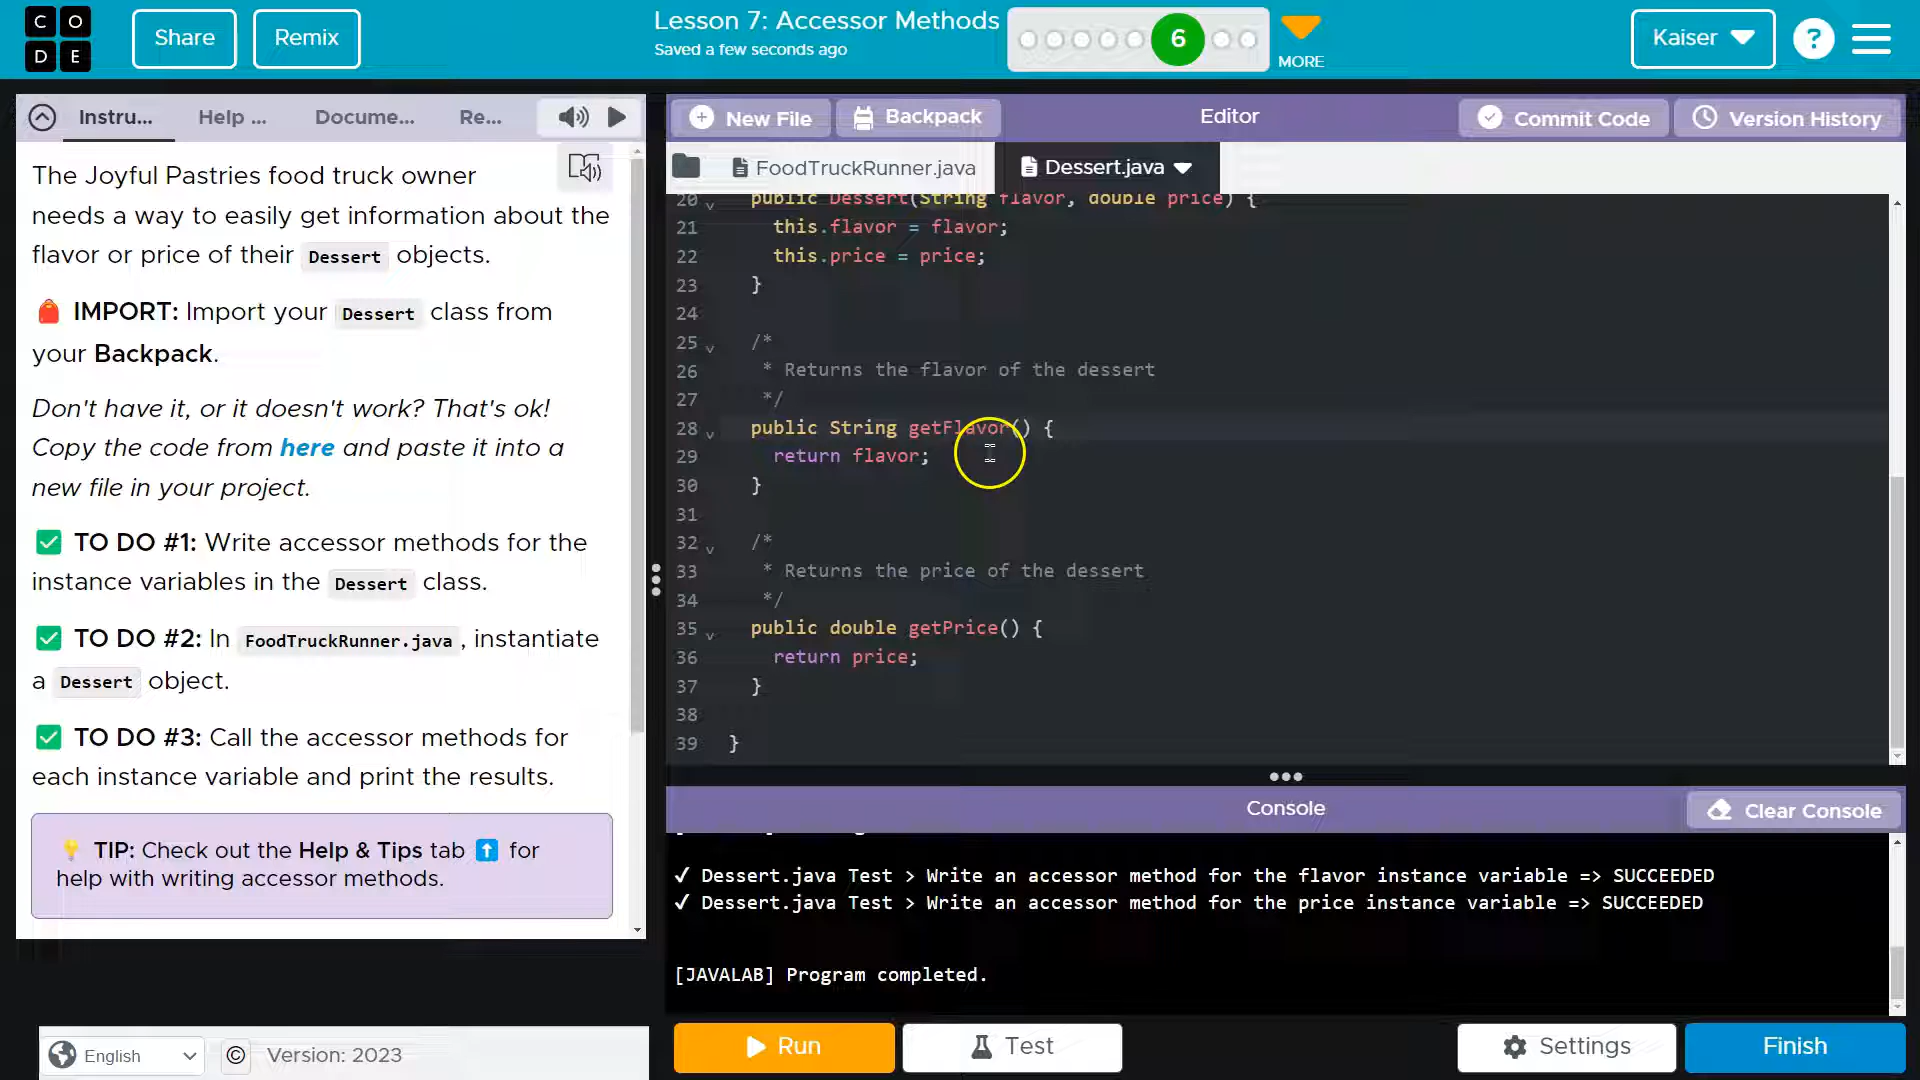 CODE
Share
Remix
Lesson 7: Accessor Methods
Saved a few seconds ago
6
MORE
Kaiser
?
Instru...
Help ...
Docume...
Re...
The Joyful Pastries food truck owner
needs a way to easily get information about the
flavor or price of their Dessert objects.
IMPORT: Import your Dessert class from
your Backpack.
Don't have it, or it doesn't work? That's ok!
Copy the code from here and paste it into a
new file in your project.
TO DO #1: Write accessor methods for the
instance variables in the Dessert class.
TO DO #2: In FoodTruckRunner.java, instantiate
a Dessert object.
TO DO #3: Call the accessor methods for
each instance variable and print the results.
TIP: Check out the Help & Tips tab for
help with writing accessor methods.
English
© Version: 2023
New File
Backpack
Editor
Commit Code
Version History
FoodTruckRunner.java
Dessert.java
20 public Dessert(String flavor, double price) {
21 this.flavor = flavor;
22 this.price = price;
23 }
24
25 /*
26 * Returns the flavor of the dessert
27 */
28 public String getFlavor() {
29 return flavor;
30 }
31
32 /*
33 * Returns the price of the dessert
34 */
35 public double getPrice() {
36 return price;
37 }
38
39 }
Console
Clear Console
✓ Dessert.java Test > Write an accessor method for the flavor instance variable => SUCCEEDED
✓ Dessert.java Test > Write an accessor method for the price instance variable => SUCCEEDED
[JAVALAB] Program completed.
Run
Test
Settings
Finish